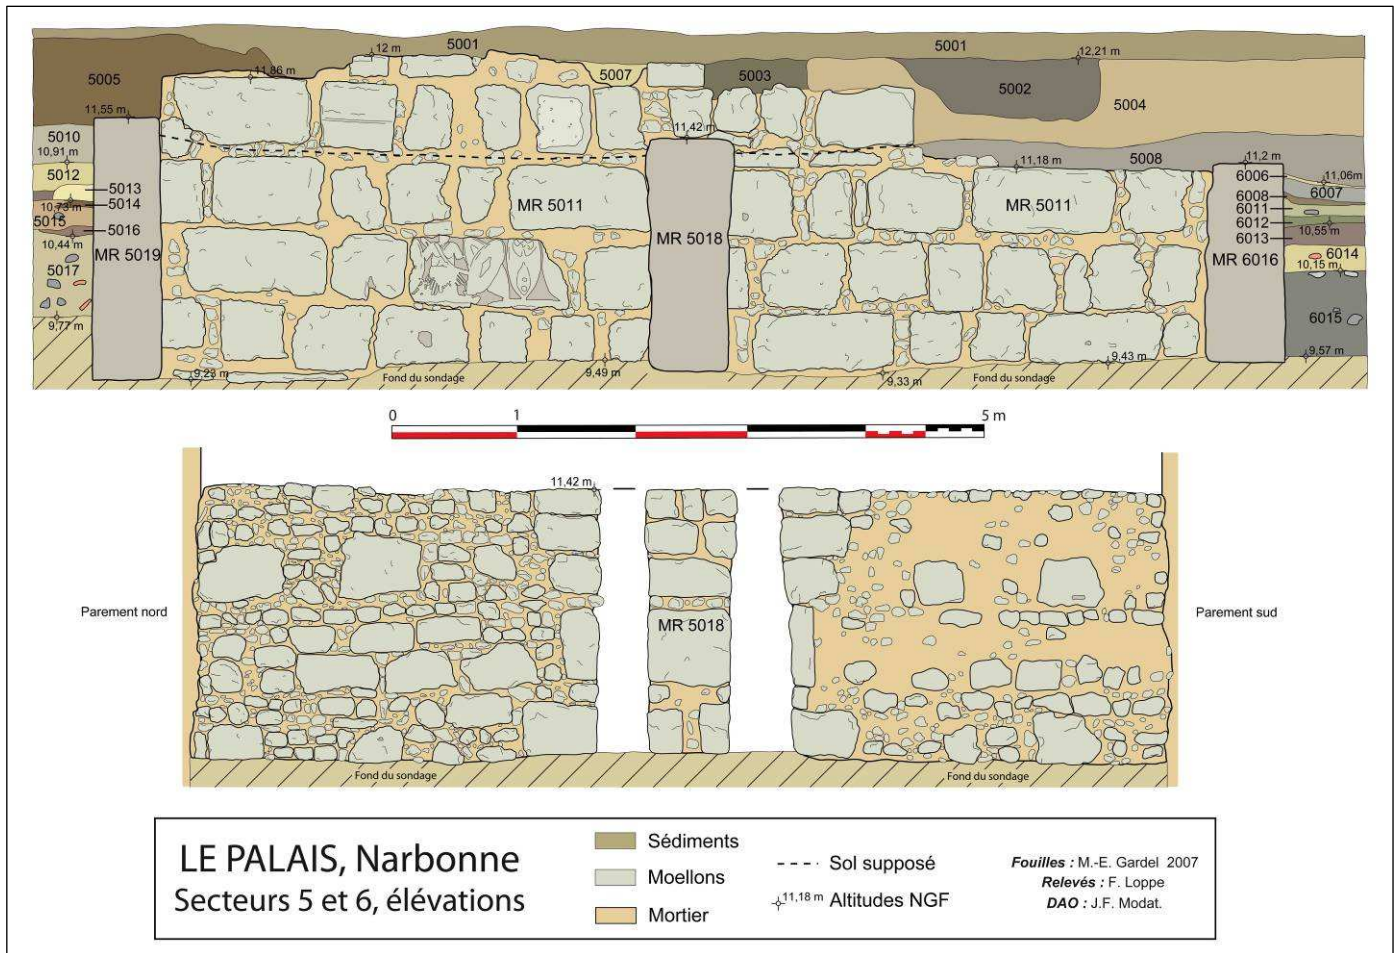 12 m
5001
5001
12,21 m
5005
11,86 m
5007
5003
5002
5004
11,55 m
11,42 m
5010
10,91 m
5012
5013
10,73 m
5014
5015
5016
10,44 m
5017
9,77 m
MR 5019
MR 5011
MR 5018
MR 5011
11,18 m
5008
11,2 m
6006
11,06m
6007
6008
6011
6012
10,55 m
6013
MR 6016
6014
10,15 m
6015
9,57 m
9,23 m
Fond du sondage
9,49 m
9,33 m
Fond du sondage
9,43 m
0 1 5 m
11,42 m
Parement nord
MR 5018
Parement sud
Fond du sondage
Fond du sondage
LE PALAIS, Narbonne
Secteurs 5 et 6, élévations
Sédiments
Moellons
Mortier
Sol supposé
11,18 m Altitudes NGF
Fouilles : M.-E. Gardel 2007
Relevés : F. Loppe
DAO : J.F. Modat.